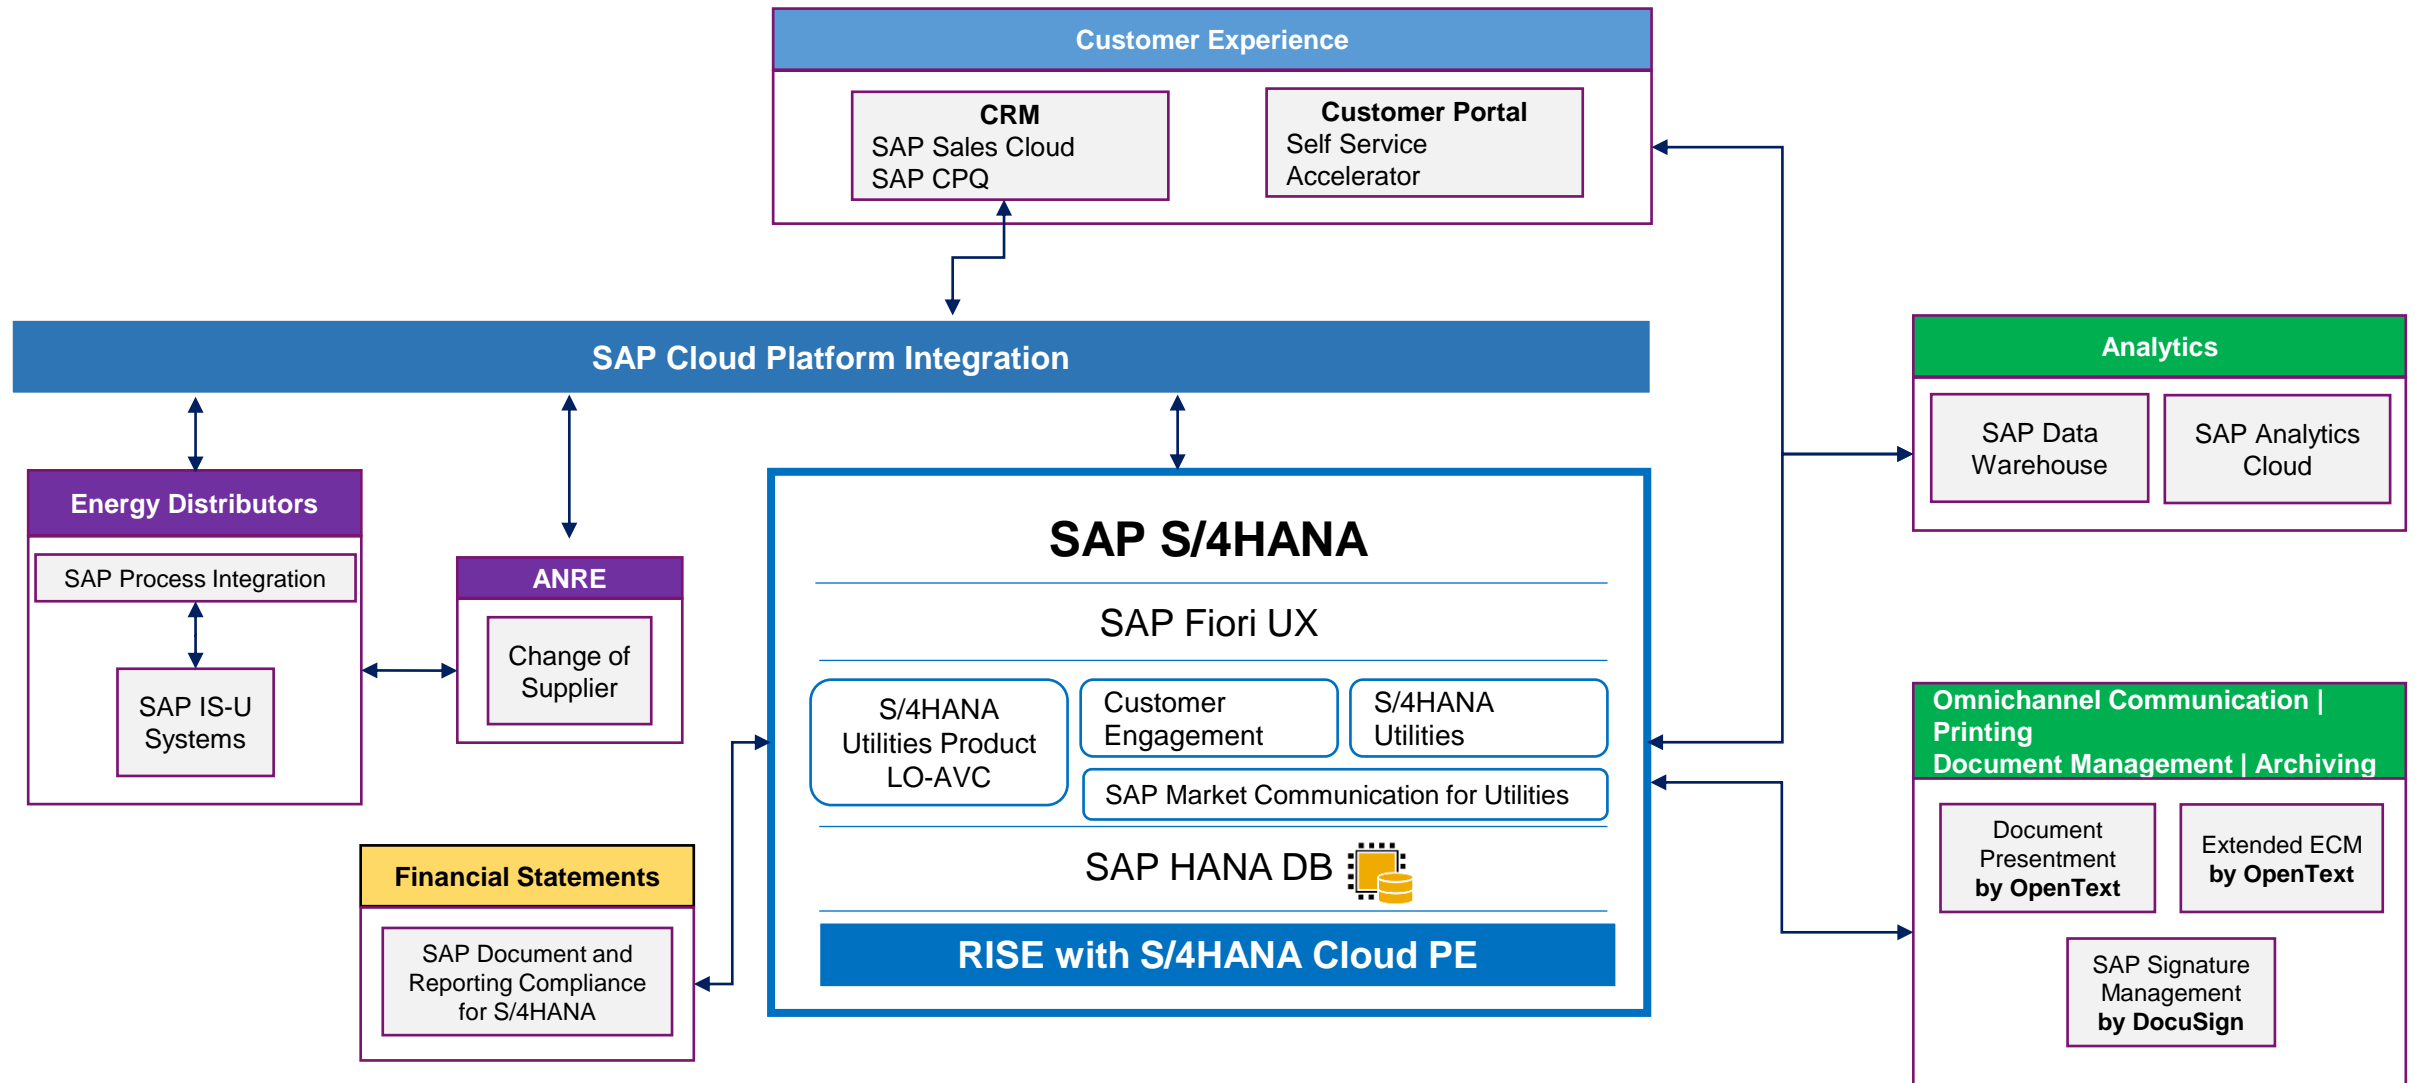 Customer Experience
CRM
SAP Sales Cloud
SAP CPQ
Customer Portal
Self Service
Accelerator
SAP Cloud Platform Integration
Analytics
SAP Data
Warehouse
SAP Analytics
Cloud
Energy Distributors
SAP Process Integration
SAP IS-U
Systems
ANRE
Change of
Supplier
SAP S/4HANA
SAP Fiori UX
S/4HANA
Utilities Product
LO-AVC
Customer
Engagement
S/4HANA
Utilities
SAP Market Communication for Utilities
SAP HANA DB
RISE with S/4HANA Cloud PE
Financial Statements
SAP Document and
Reporting Compliance
for S/4HANA
Omnichannel Communication |
Printing
Document Management | Archiving
Document
Presentment
by OpenText
Extended ECM
by OpenText
SAP Signature
Management
by DocuSign